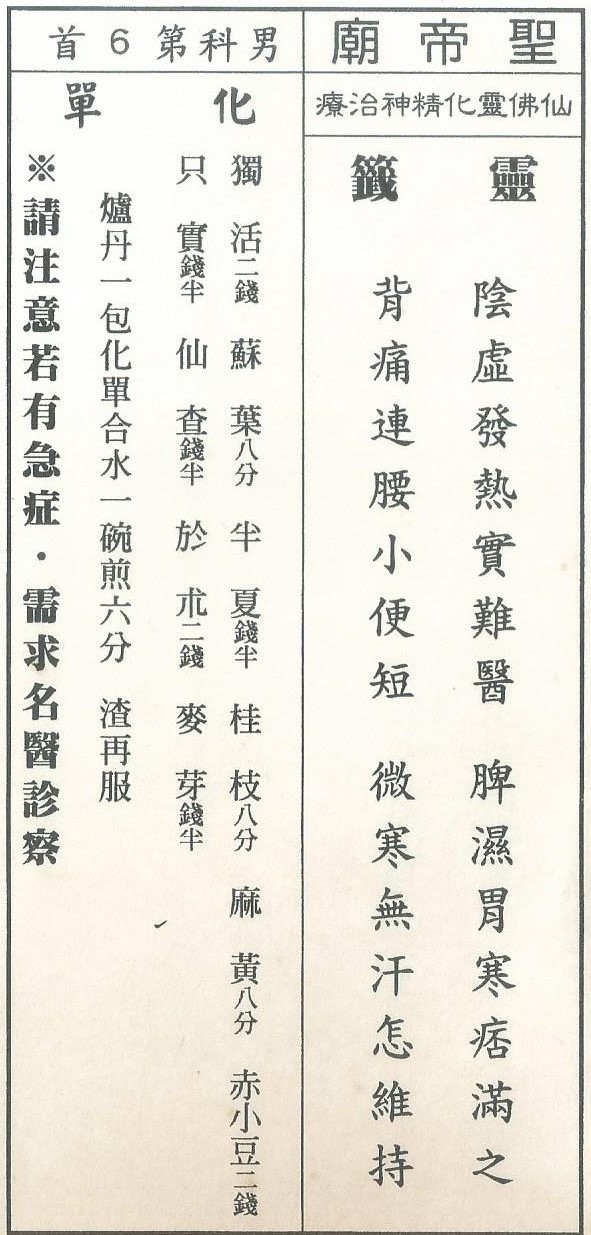 聖帝廟
仙佛靈化精神治療
靈籤
陰虛發熱實難醫　脾濕胃寒痞滿之
背痛連腰小便短　微寒無汗怎維持
男科第6首
化單
獨活二錢　蘇葉八分　半夏錢半　桂枝八分　麻黃八分　赤小豆二錢
只實錢半　仙查錢半　於朮二錢　麥芽錢半
爐丹一包化單合水一碗煎六分　渣再服
※請注意若有急症．需求名醫診察